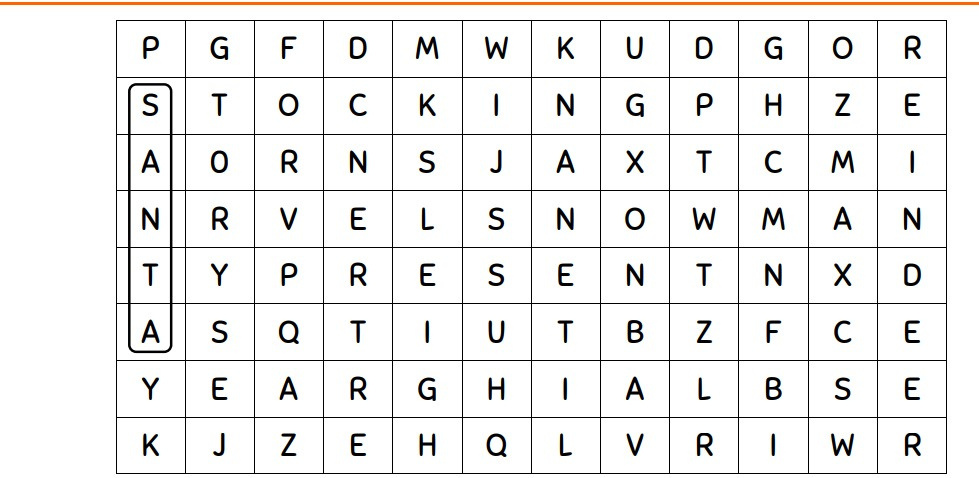 P G F D M W K U D G O R
S T O C K I N G P H Z E
A O R N S J A X T C M I
N R V E L S N O W M A N
T Y P R E S E N T N X D
A S Q T I U T B Z F C E
Y E A R G H I A L B S E
K J Z E H Q L V R I W R